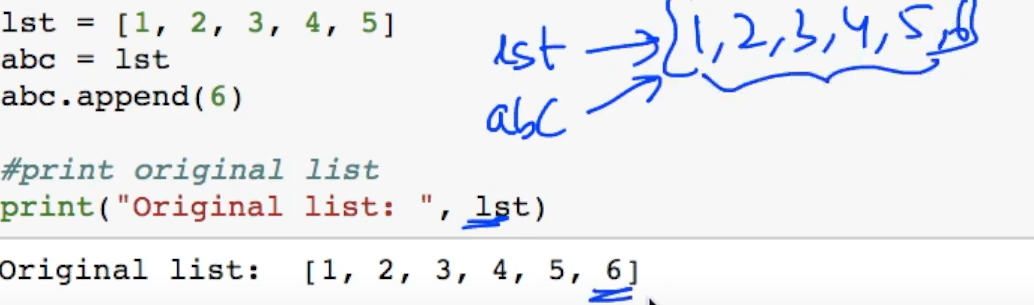 lst = [1, 2, 3, 4, 5]
abc = lst
abc.append(6)
lst → [1, 2, 3, 4, 5, 6]
abc
#print original list
print("Original list: ", lst)
Original list:  [1, 2, 3, 4, 5, 6]